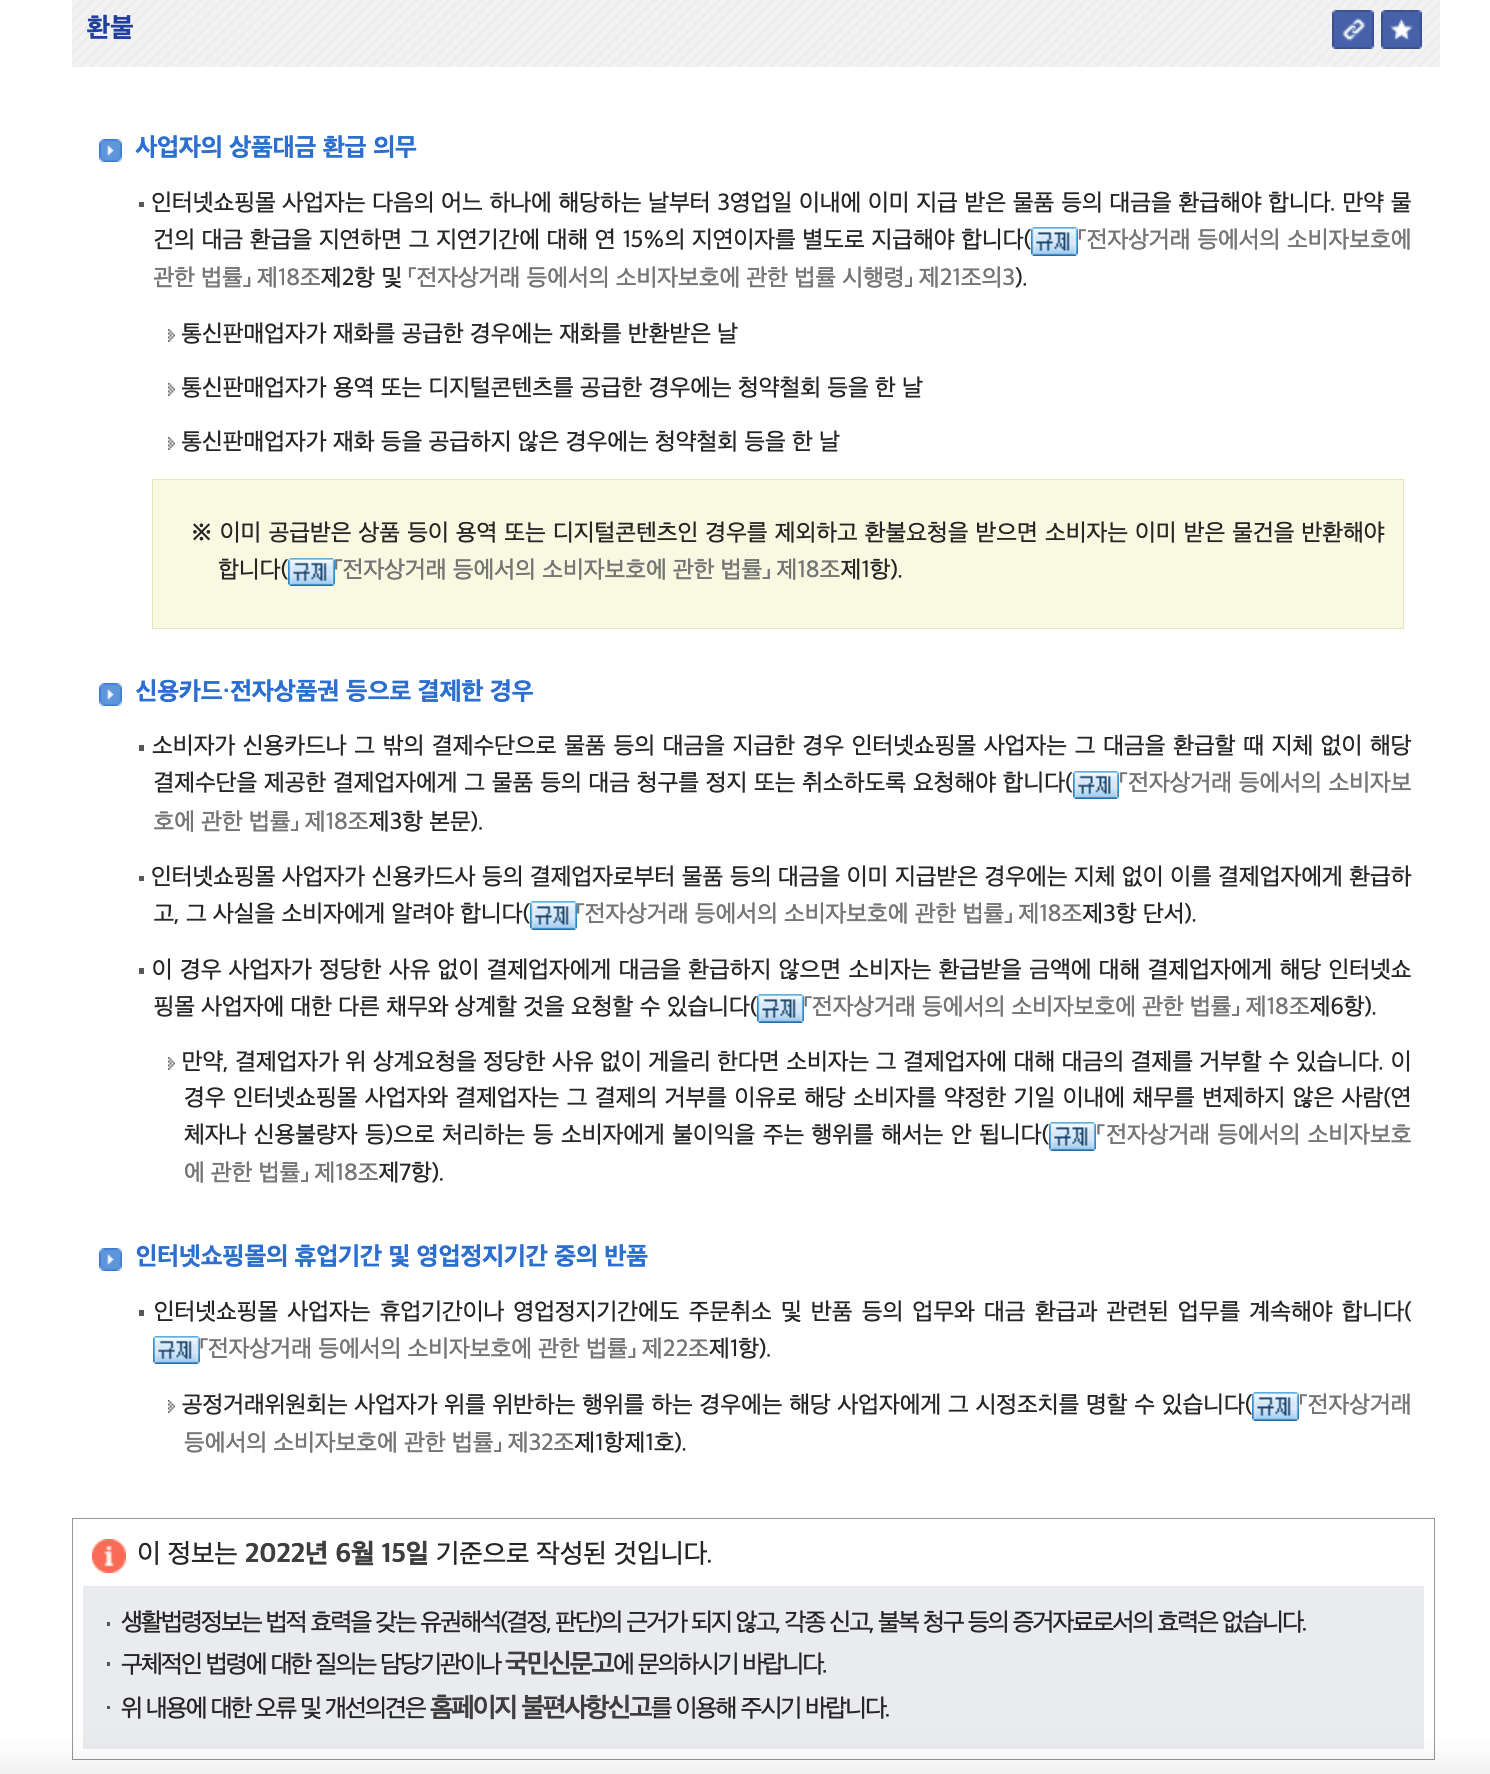 환불
사업자의 상품대금 환급 의무
인터넷쇼핑몰 사업자는 다음의 어느 하나에 해당하는 날부터 3영업일 이내에 이미 지급 받은 물품 등의 대금을 환급해야 합니다. 만약 물
건의 대금 환급을 지연하면 그 지연기간에 대해 연 15%의 지연이자를 별도로 지급해야 합니다(규제「전자상거래 등에서의 소비자보호에
관한 법률」 제18조제2항 및 「전자상거래 등에서의 소비자보호에 관한 법률 시행령」 제21조의3).
통신판매업자가 재화를 공급한 경우에는 재화를 반환받은 날
통신판매업자가 용역 또는 디지털콘텐츠를 공급한 경우에는 청약철회 등을 한 날
통신판매업자가 재화 등을 공급하지 않은 경우에는 청약철회 등을 한 날
※ 이미 공급받은 상품 등이 용역 또는 디지털콘텐츠인 경우를 제외하고 환불요청을 받으면 소비자는 이미 받은 물건을 반환해야
합니다(규제「전자상거래 등에서의 소비자보호에 관한 법률」 제18조제1항).
신용카드·전자상품권 등으로 결제한 경우
소비자가 신용카드나 그 밖의 결제수단으로 물품 등의 대금을 지급한 경우 인터넷쇼핑몰 사업자는 그 대금을 환급할 때 지체 없이 해당
결제수단을 제공한 결제업자에게 그 물품 등의 대금 청구를 정지 또는 취소하도록 요청해야 합니다(규제「전자상거래 등에서의 소비자보
호에 관한 법률」 제18조제3항 본문).
인터넷쇼핑몰 사업자가 신용카드사 등의 결제업자로부터 물품 등의 대금을 이미 지급받은 경우에는 지체 없이 이를 결제업자에게 환급하
고, 그 사실을 소비자에게 알려야 합니다(규제「전자상거래 등에서의 소비자보호에 관한 법률」 제18조제3항 단서).
이 경우 사업자가 정당한 사유 없이 결제업자에게 대금을 환급하지 않으면 소비자는 환급받을 금액에 대해 결제업자에게 해당 인터넷쇼
핑몰 사업자에 대한 다른 채무와 상계할 것을 요청할 수 있습니다(규제「전자상거래 등에서의 소비자보호에 관한 법률」 제18조제6항).
만약, 결제업자가 위 상계요청을 정당한 사유 없이 게을리 한다면 소비자는 그 결제업자에 대해 대금의 결제를 거부할 수 있습니다. 이
경우 인터넷쇼핑몰 사업자와 결제업자는 그 결제의 거부를 이유로 해당 소비자를 약정한 기일 이내에 채무를 변제하지 않은 사람(연
체자나 신용불량자 등)으로 처리하는 등 소비자에게 불이익을 주는 행위를 해서는 안 됩니다(규제「전자상거래 등에서의 소비자보호
에 관한 법률」 제18조제7항).
인터넷쇼핑몰의 휴업기간 및 영업정지기간 중의 반품
인터넷쇼핑몰 사업자는 휴업기간이나 영업정지기간에도 주문취소 및 반품 등의 업무와 대금 환급과 관련된 업무를 계속해야 합니다(
규제「전자상거래 등에서의 소비자보호에 관한 법률」 제22조제1항).
공정거래위원회는 사업자가 위를 위반하는 행위를 하는 경우에는 해당 사업자에게 그 시정조치를 명할 수 있습니다(규제「전자상거래
등에서의 소비자보호에 관한 법률」 제32조제1항제1호).
이 정보는 2022년 6월 15일 기준으로 작성된 것입니다.
· 생활법령정보는 법적 효력을 갖는 유권해석(결정, 판단)의 근거가 되지 않고, 각종 신고, 불복 청구 등의 증거자료로서의 효력은 없습니다.
· 구체적인 법령에 대한 질의는 담당기관이나 국민신문고에 문의하시기 바랍니다.
· 위 내용에 대한 오류 및 개선의견은 홈페이지 불편사항신고를 이용해 주시기 바랍니다.